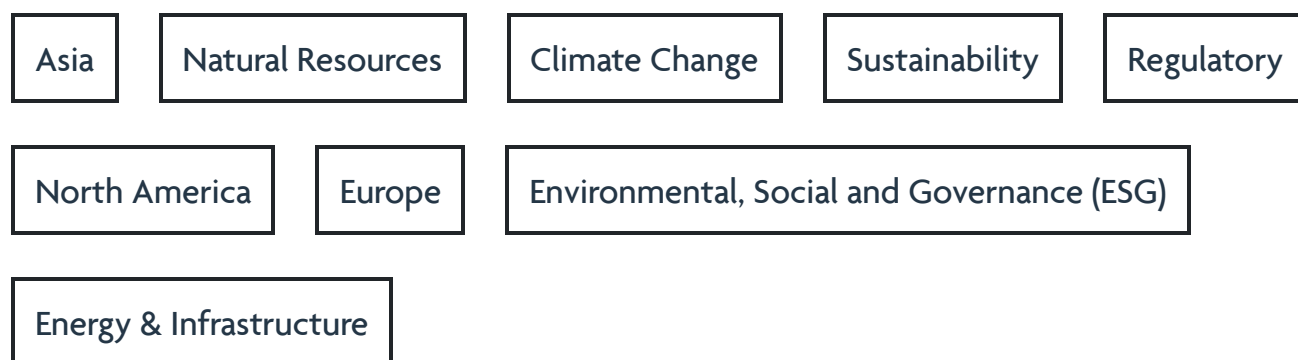 Asia Natural Resources Climate Change Sustainability Regulatory
North America Europe Environmental, Social and Governance (ESG)
Energy & Infrastructure